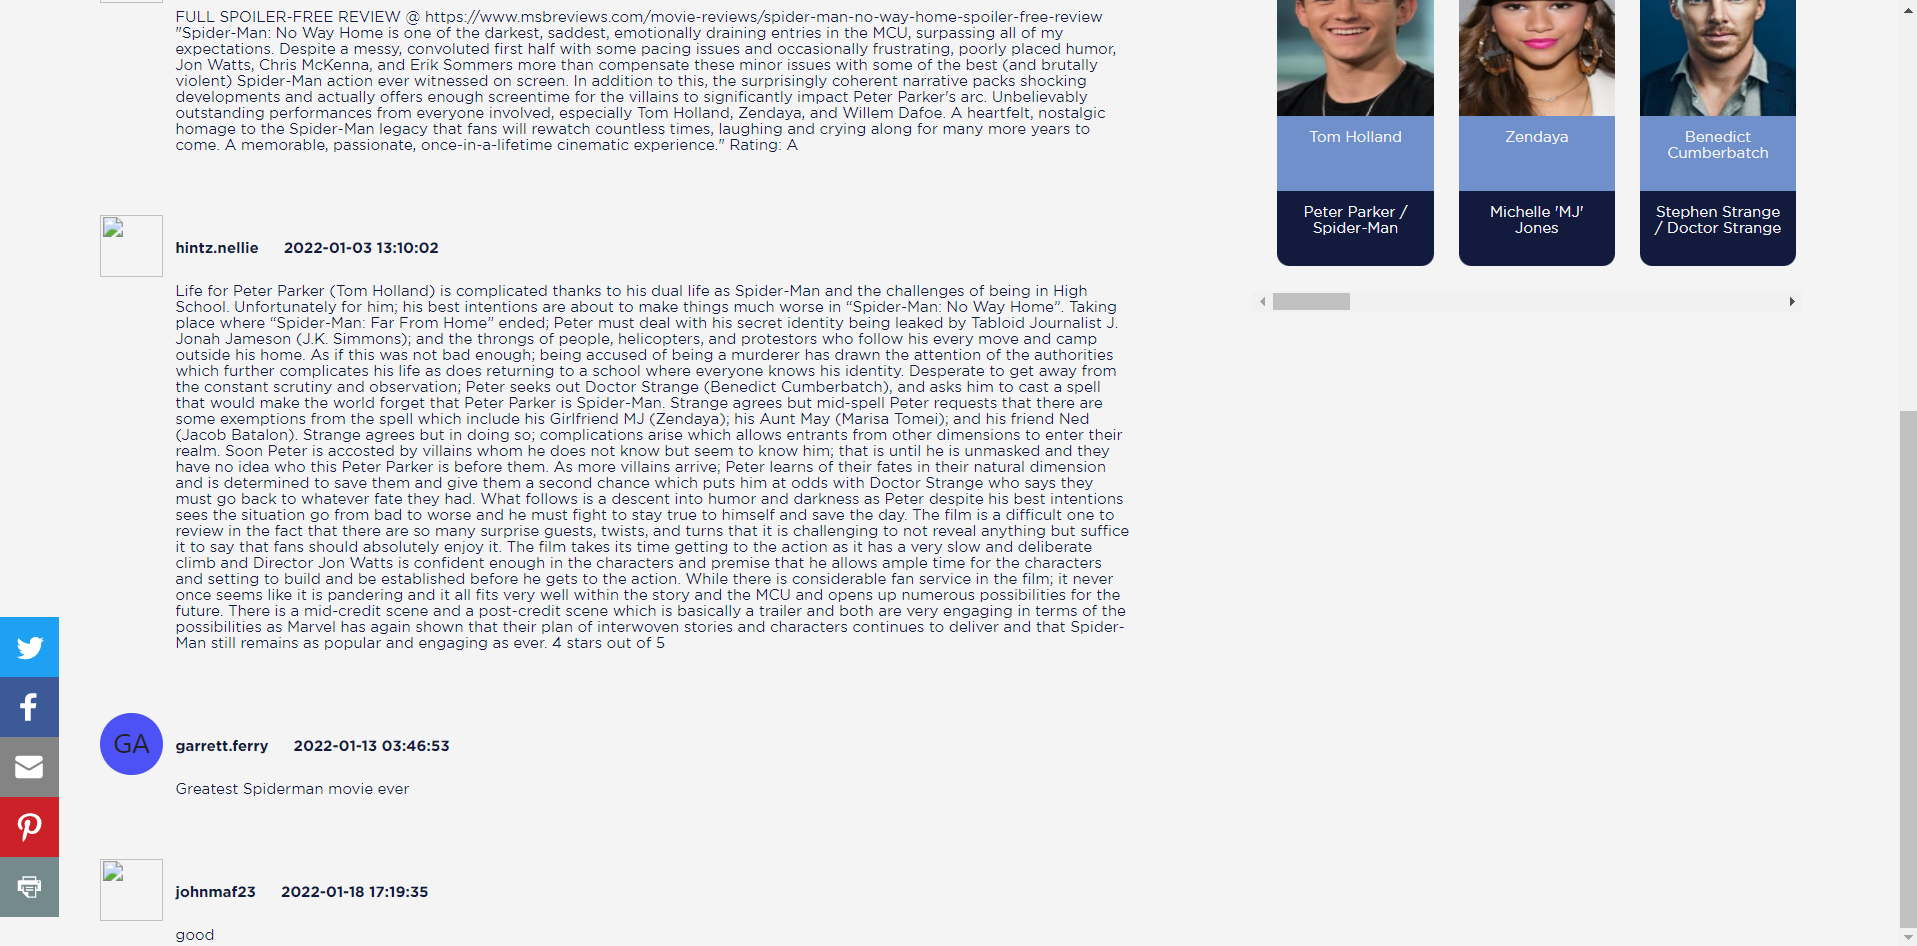 FULL SPOILER-FREE REVIEW @ https://www.msbreviews.com/movie-reviews/spider-man-no-way-home-spoiler-free-review
"Spider-Man: No Way Home is one of the darkest, saddest, emotionally draining entries in the MCU, surpassing all of my
expectations. Despite a messy, convoluted first half with some pacing issues and occasionally frustrating, poorly placed humor,
Jon Watts, Chris McKenna, and Erik Sommers more than compensate these minor issues with some of the best (and brutally
violent) Spider-Man action ever witnessed on screen. In addition to this, the surprisingly coherent narrative packs shocking
developments and actually offers enough screentime for the villains to significantly impact Peter Parker's arc. Unbelievably
outstanding performances from everyone involved, especially Tom Holland, Zendaya, and Willem Dafoe. A heartfelt, nostalgic
homage to the Spider-Man legacy that fans will rewatch countless times, laughing and crying along for many more years to
come. A memorable, passionate, once-in-a-lifetime cinematic experience." Rating: A
hintz.nellie 2022-01-03 13:10:02
Life for Peter Parker (Tom Holland) is complicated thanks to his dual life as Spider-Man and the challenges of being in High
School. Unfortunately for him; his best intentions are about to make things much worse in “Spider-Man: No Way Home”. Taking
place where “Spider-Man: Far From Home” ended; Peter must deal with his secret identity being leaked by Tabloid Journalist J.
Jonah Jameson (J.K. Simmons); and the throngs of people, helicopters, and protestors who follow his every move and camp
outside his home. As if this was not bad enough; being accused of being a murderer has drawn the attention of the authorities
which further complicates his life as does returning to a school where everyone knows his identity. Desperate to get away from
the constant scrutiny and observation; Peter seeks out Doctor Strange (Benedict Cumberbatch), and asks him to cast a spell
that would make the world forget that Peter Parker is Spider-Man. Strange agrees but mid-spell Peter requests that there are
some exemptions from the spell which include his Girlfriend MJ (Zendaya); his Aunt May (Marisa Tomei); and his friend Ned
(Jacob Batalon). Strange agrees but in doing so; complications arise which allows entrants from other dimensions to enter their
realm. Soon Peter is accosted by villains whom he does not know but seem to know him; that is until he is unmasked and they
have no idea who this Peter Parker is before them. As more villains arrive; Peter learns of their fates in their natural dimension
and is determined to save them and give them a second chance which puts him at odds with Doctor Strange who says they
must go back to whatever fate they had. What follows is a descent into humor and darkness as Peter despite his best intentions
sees the situation go from bad to worse and he must fight to stay true to himself and save the day. The film is a difficult one to
review in the fact that there are so many surprise guests, twists, and turns that it is challenging to not reveal anything but suffice
it to say that fans should absolutely enjoy it. The film takes its time getting to the action as it has a very slow and deliberate
climb and Director Jon Watts is confident enough in the characters and premise that he allows ample time for the characters
and setting to build and be established before he gets to the action. While there is considerable fan service in the film; it never
once seems like it is pandering and it all fits very well within the story and the MCU and opens up numerous possibilities for the
future. There is a mid-credit scene and a post-credit scene which is basically a trailer and both are very engaging in terms of the
possibilities as Marvel has again shown that their plan of interwoven stories and characters continues to deliver and that Spider-
Man still remains as popular and engaging as ever. 4 stars out of 5
GA
garrett.ferry 2022-01-13 03:46:53
Greatest Spiderman movie ever
johnmaf23 2022-01-18 17:19:35
good
Tom Holland
Peter Parker /
Spider-Man
Zendaya
Michelle 'MJ'
Jones
Benedict
Cumberbatch
Stephen Strange
/ Doctor Strange